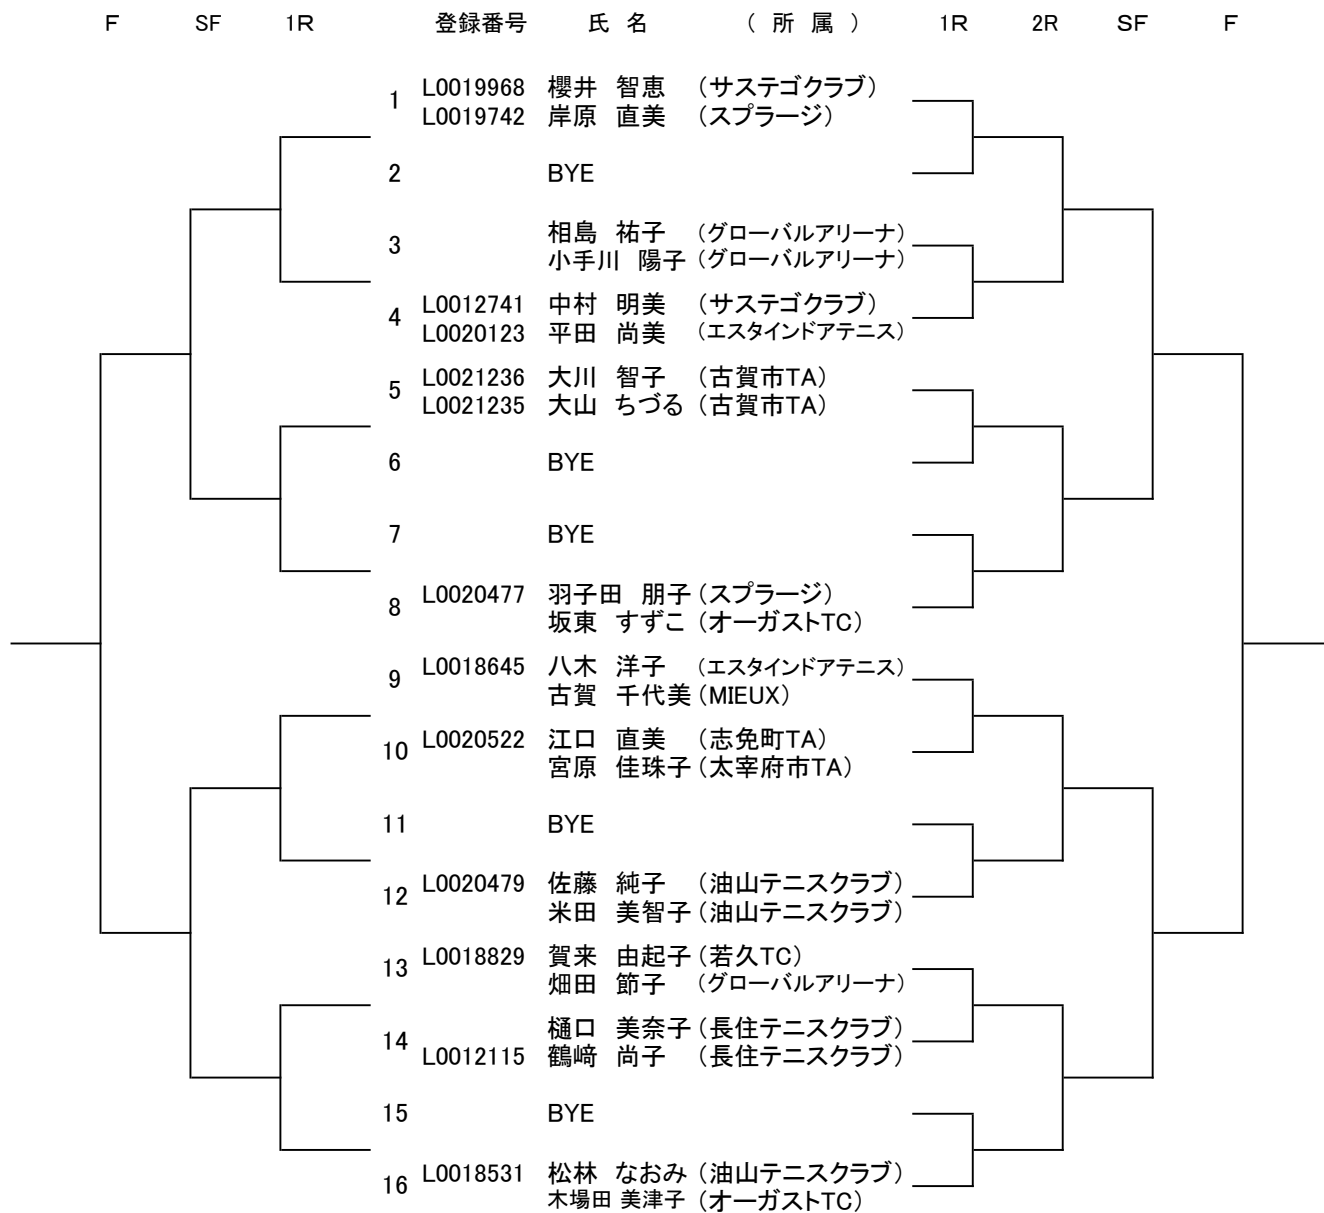 F SF 1R 登録番号 氏 名 ( 所 属 ) 1R 2R SF F
1 L0019968 櫻井 智恵 (サステゴクラブ)
L0019742 岸原 直美 (スプラージ)
2 BYE
3 相島 祐子 (グローバルアリーナ)
小手川 陽子 (グローバルアリーナ)
4 L0012741 中村 明美 (サステゴクラブ)
L0020123 平田 尚美 (エスタインドアテニス)
5 L0021236 大川 智子 (古賀市TA)
L0021235 大山 ちづる (古賀市TA)
6 BYE
7 BYE
8 L0020477 羽子田 朋子 (スプラージ)
坂東 すずこ (オーガストTC)
9 L0018645 八木 洋子 (エスタインドアテニス)
古賀 千代美 (MIEUX)
10 L0020522 江口 直美 (志免町TA)
宮原 佳珠子 (太宰府市TA)
11 BYE
12 L0020479 佐藤 純子 (油山テニスクラブ)
米田 美智子 (油山テニスクラブ)
13 L0018829 賀来 由起子 (若久TC)
畑田 節子 (グローバルアリーナ)
14 樋口 美奈子 (長住テニスクラブ)
L0012115 鶴﨑 尚子 (長住テニスクラブ)
15 BYE
16 L0018531 松林 なおみ (油山テニスクラブ)
木場田 美津子 (オーガストTC)